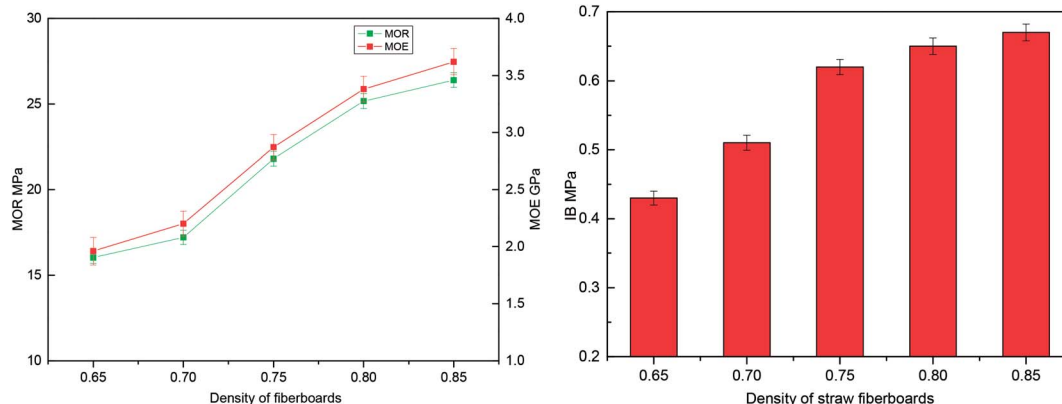 MOR
MOE
MOR MPa
30
25
20
15
10
4.0
3.5
3.0
2.5
2.0
1.5
1.0
MOE GPa
0.65 0.70 0.75 0.80 0.85
Density of fiberboards
IB MPa
0.7
0.6
0.5
0.4
0.3
0.2
0.65 0.70 0.75 0.80 0.85
Density of straw fiberboards